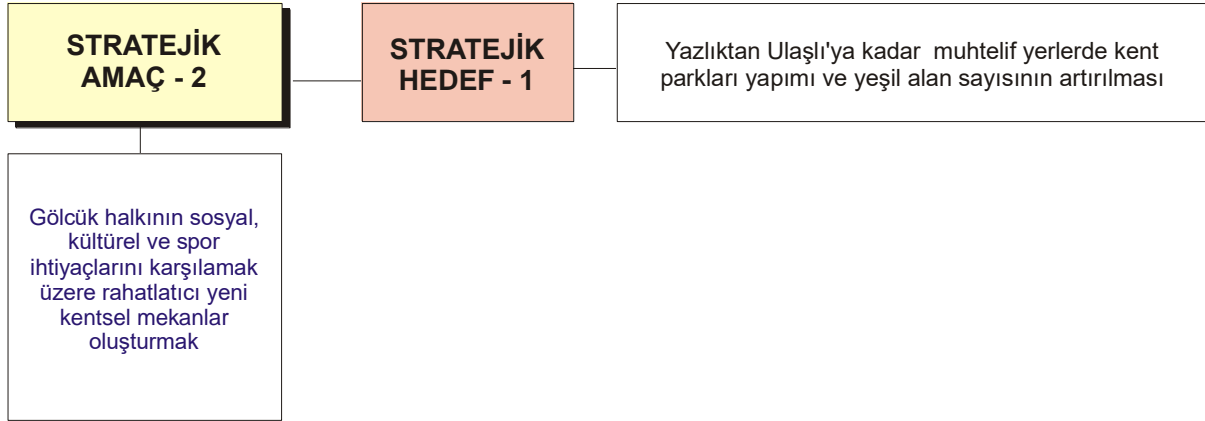 STRATEJİK
AMAÇ - 2
STRATEJİK
HEDEF - 1
Yazlıktan Ulaşlı'ya kadar muhtelif yerlerde kent
parkları yapımı ve yeşil alan sayısının artırılması
Gölcük halkının sosyal,
kültürel ve spor
ihtiyaçlarını karşılamak
üzere rahatlatıcı yeni
kentsel mekanlar
oluşturmak